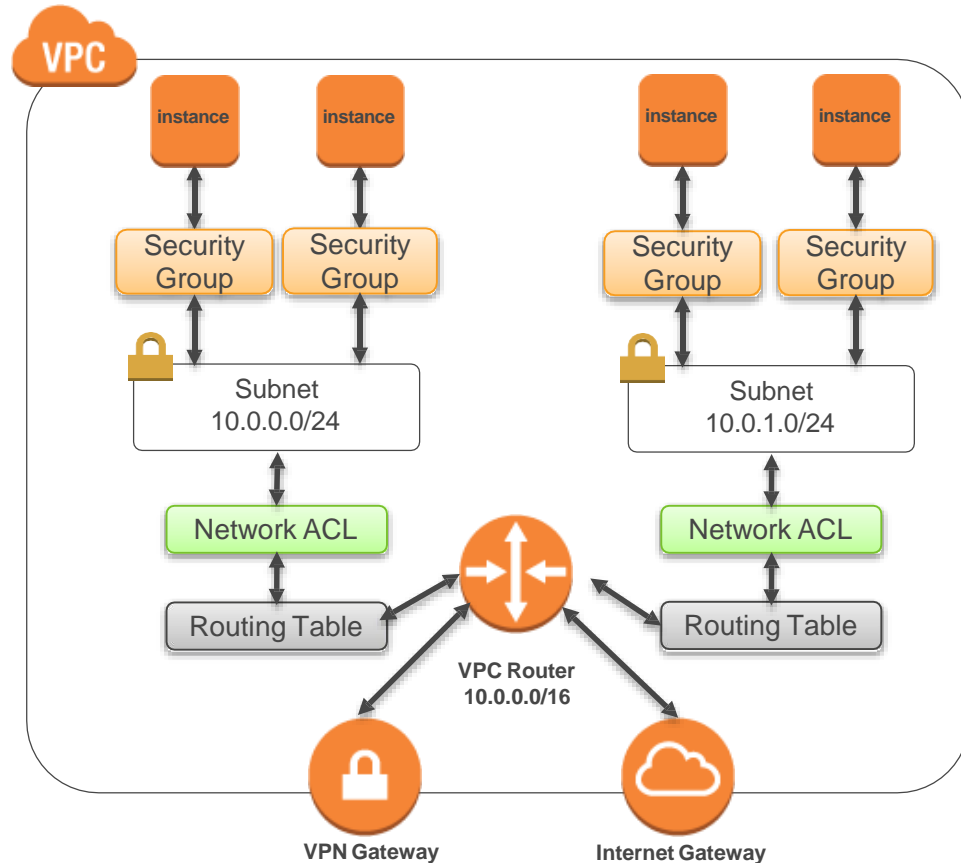 VPC
instance
instance
instance
instance
Security
Group
Security
Group
Security
Group
Security
Group
Subnet
10.0.0.0/24
Subnet
10.0.1.0/24
Network ACL
Network ACL
Routing Table
Routing Table
VPC Router
10.0.0.0/16
VPN Gateway
Internet Gateway